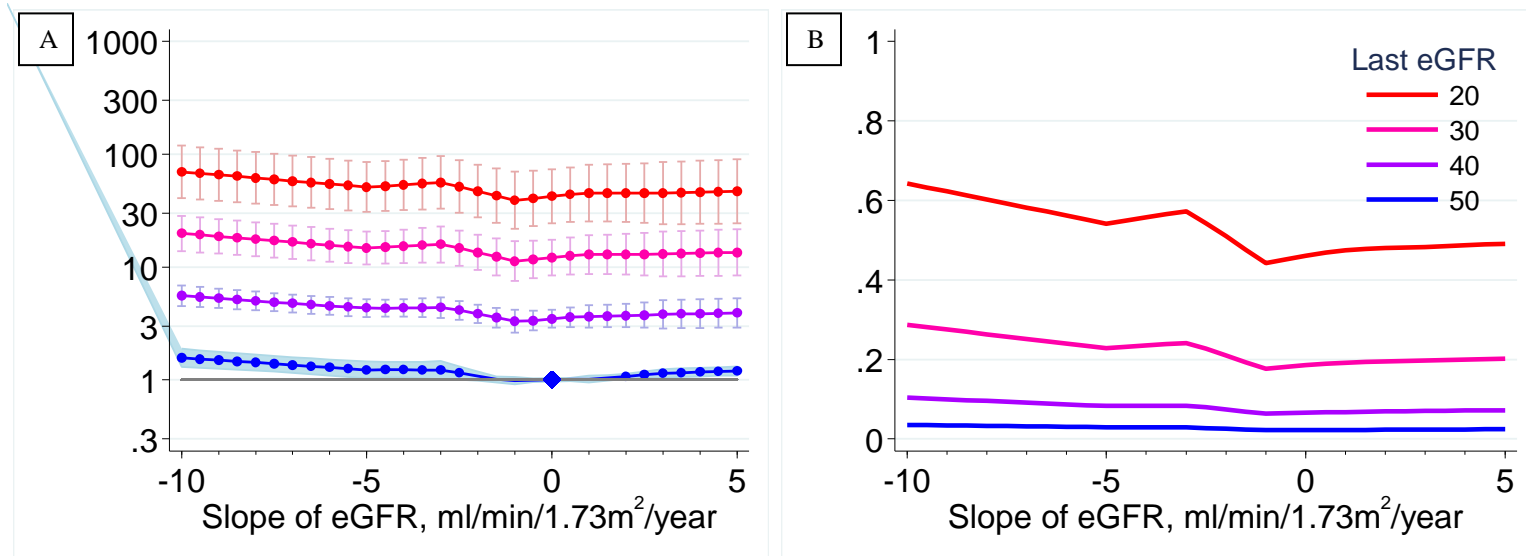 A
1000
300
100
30
10
3
1
.3
-10 -5 0 5
Slope of eGFR, ml/min/1.73m²/year
B
1
.8
.6
.4
.2
0
-10 -5 0 5
Slope of eGFR, ml/min/1.73m²/year
Last eGFR
20
30
40
50